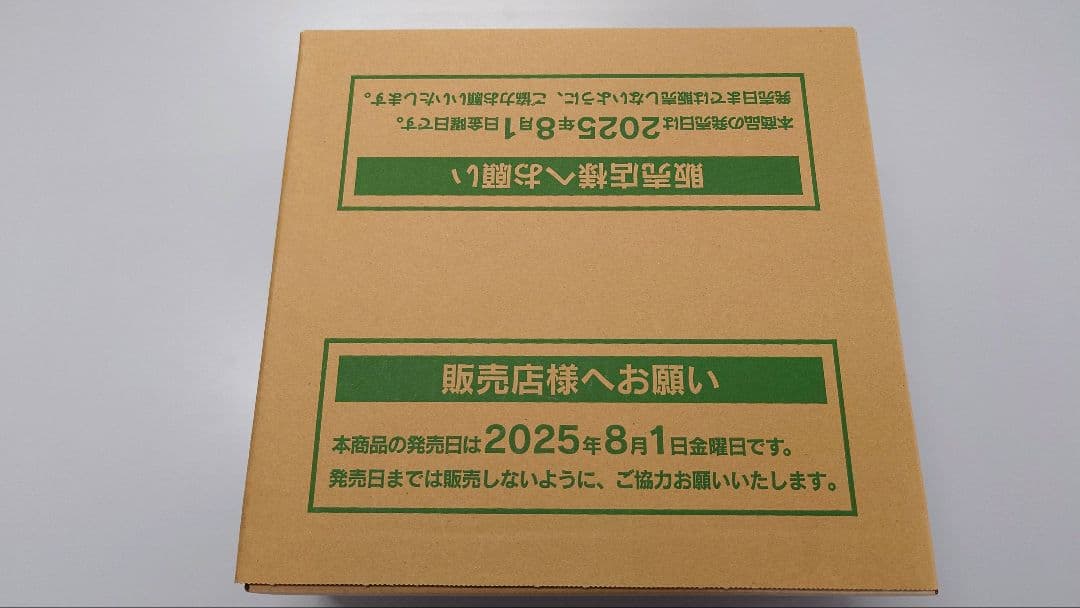 発売日までは販売しないように、ご協力お願いいたします。
本商品の発売日は2025年8月1日金曜日です。
販売店様へお願い
販売店様へお願い
本商品の発売日は2025年8月1日金曜日です。
発売日までは販売しないように、ご協力お願いいたします。